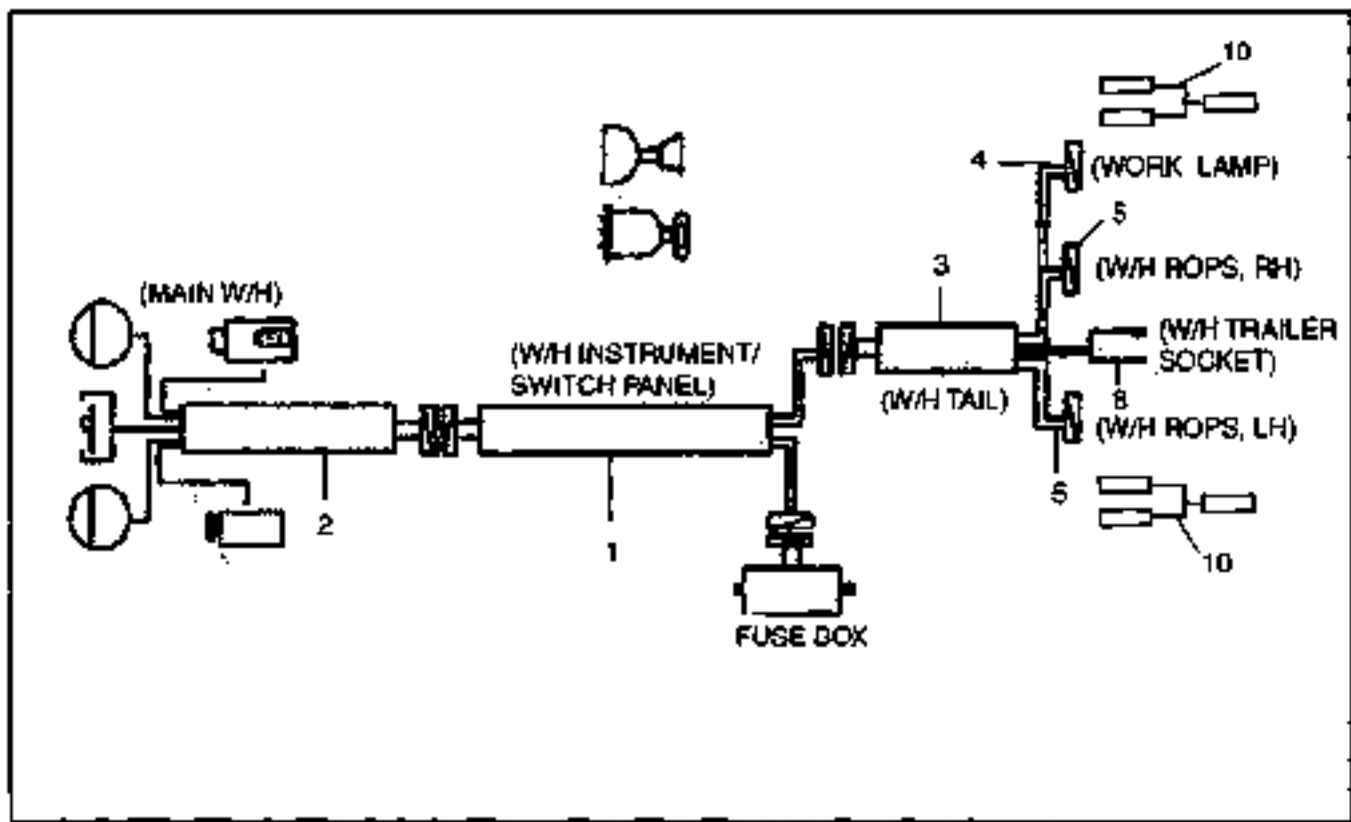 10
4
(WORK LAMP)
5
(W/H ROPS, RH)
3
(MAIN W/H)
(W/H TRAILER
SOCKET)
(W/H INSTRUMENT/
SWITCH PANEL)
(W/H TAIL)
8
(W/H ROPS, LH)
5
2
1
10
FUSE BOX